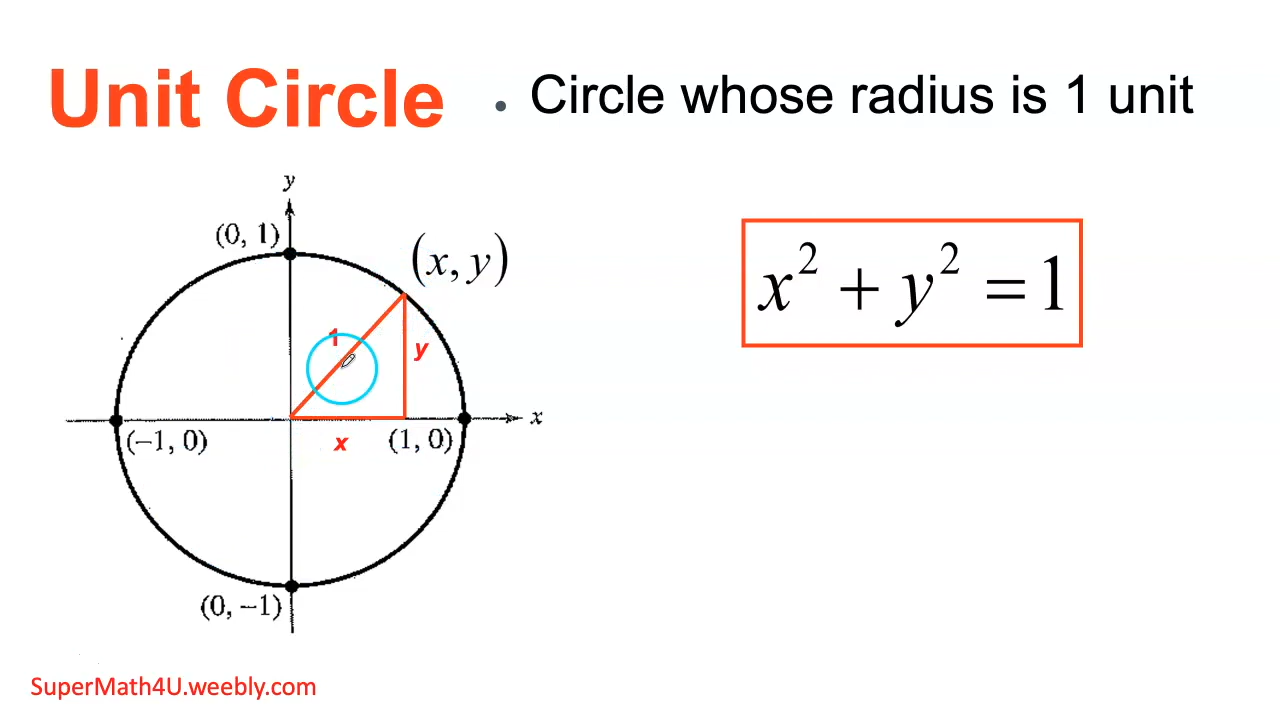 Unit Circle
• Circle whose radius is 1 unit
y
(0, 1)
(x, y)
x² + y² = 1
1
y
x
(−1, 0)
x
(1, 0)
(0, −1)
SuperMath4U.weebly.com